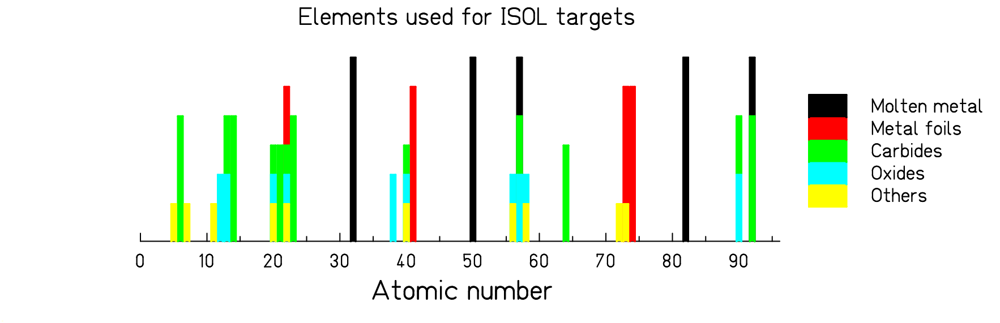 Elements used for ISOL targets
Molten metal
Metal foils
Carbides
Oxides
Others
0 10 20 30 40 50 60 70 80 90
Atomic number